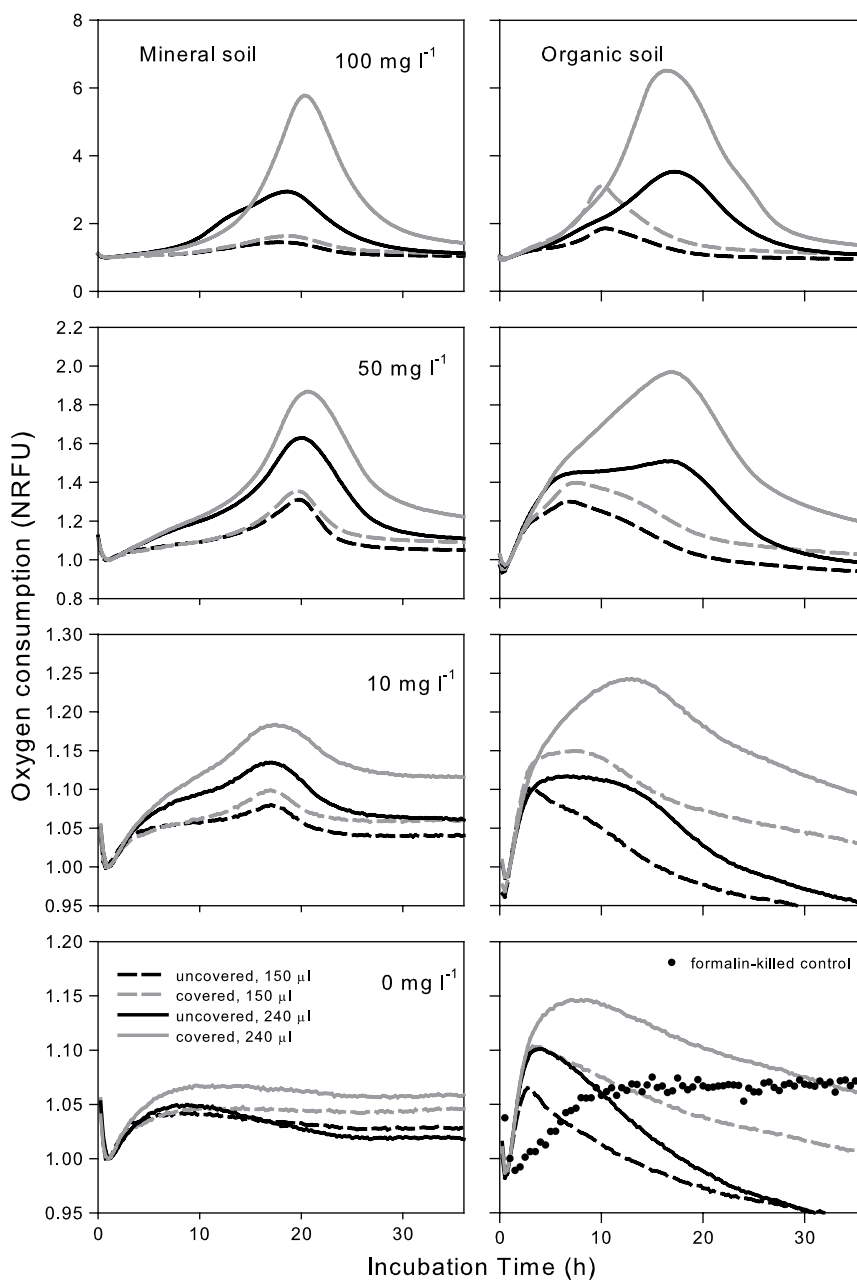 Mineral soil
100 mg l⁻¹
Organic soil
8
6
4
2
0
50 mg l⁻¹
2.2
2.0
1.8
1.6
1.4
1.2
1.0
0.8
10 mg l⁻¹
1.30
1.25
1.20
1.15
1.10
1.05
1.00
0.95
0 mg l⁻¹
uncovered, 150 µl
covered, 150 µl
uncovered, 240 µl
covered, 240 µl
formalin-killed control
1.20
1.15
1.10
1.05
1.00
0.95
0 10 20 30
0 10 20 30
Oxygen consumption (NRFU)
Incubation Time (h)